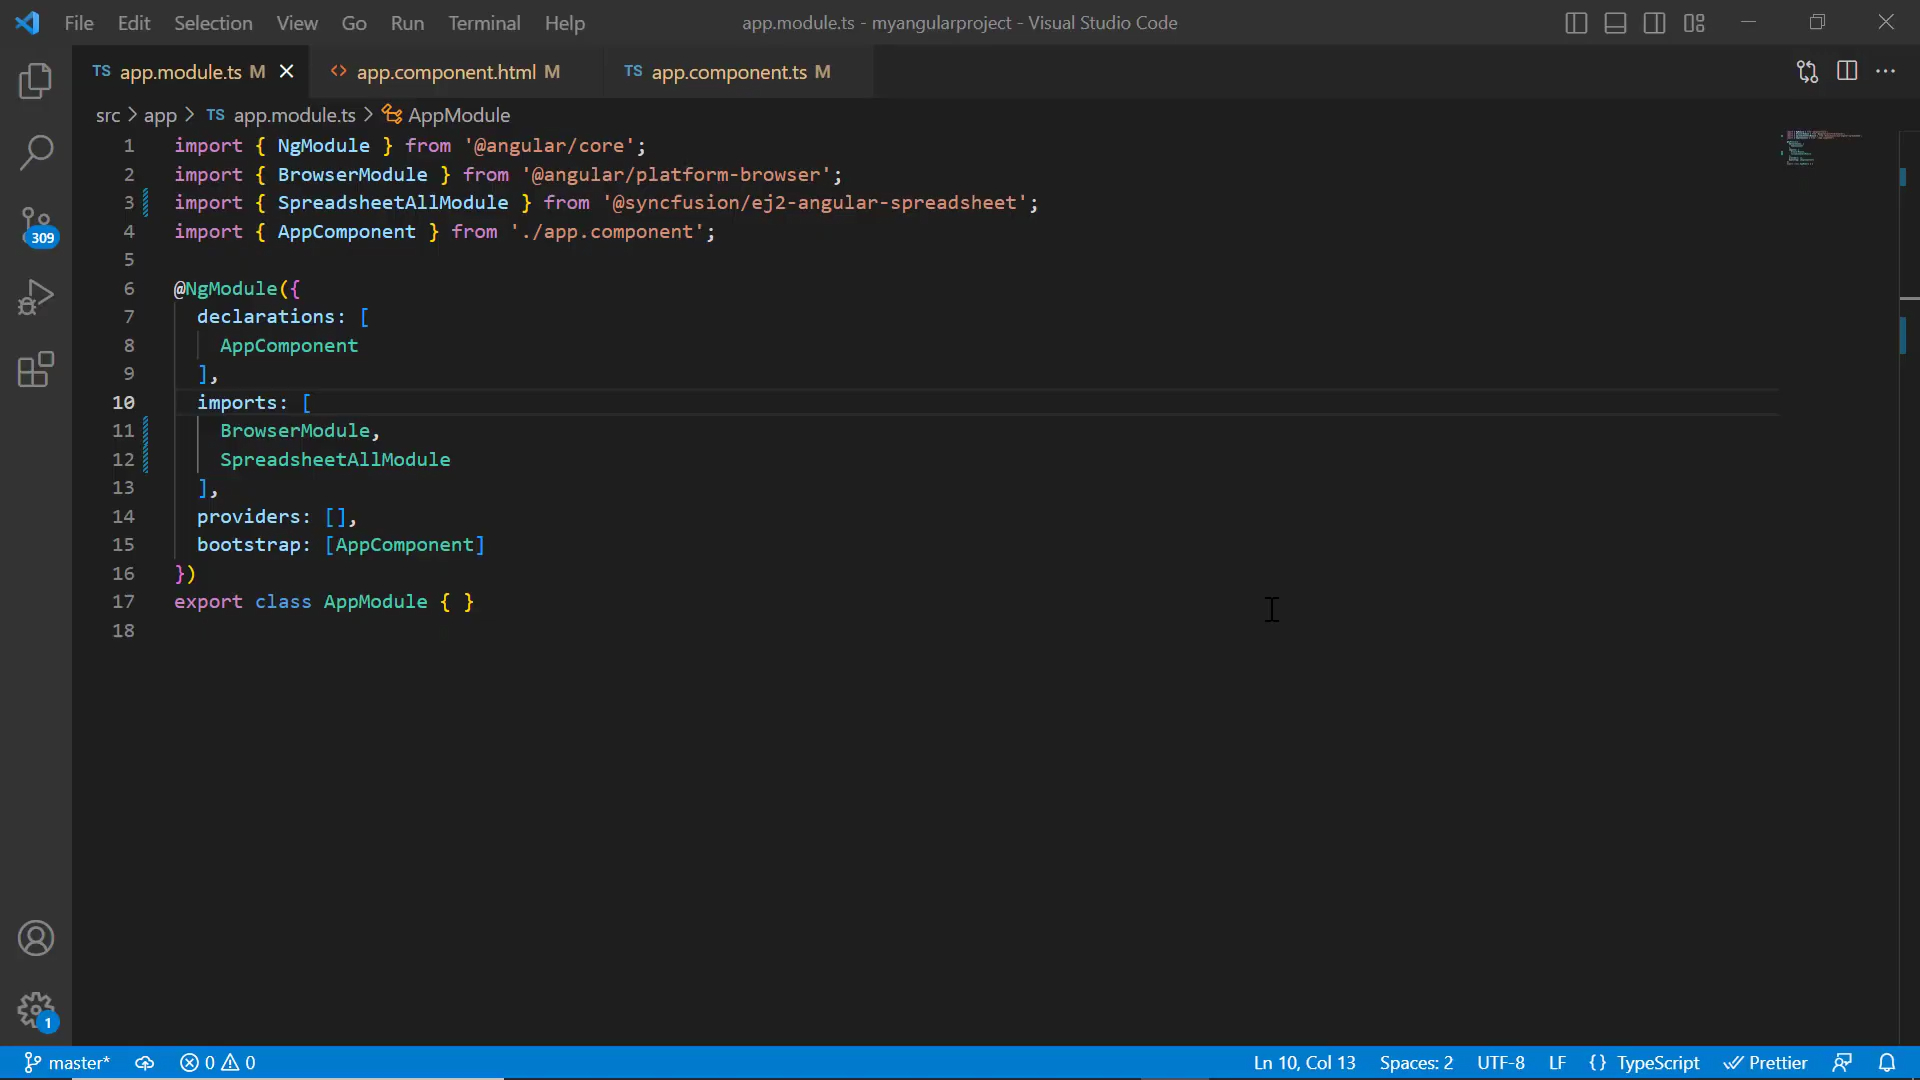 File Edit Selection View Go Run Terminal Help app.module.ts - myangularproject - Visual Studio Code
TS app.module.ts M <> app.component.html M TS app.component.ts M
src > app > TS app.module.ts > AppModule
1 import { NgModule } from '@angular/core';
2 import { BrowserModule } from '@angular/platform-browser';
3 import { SpreadsheetAllModule } from '@syncfusion/ej2-angular-spreadsheet';
4 import { AppComponent } from './app.component';
5
6 @NgModule({
7 declarations: [
8 AppComponent
9 ],
10 imports: [
11 BrowserModule,
12 SpreadsheetAllModule
13 ],
14 providers: [],
15 bootstrap: [AppComponent]
16 })
17 export class AppModule { }
18
309
1
master* 0 0 Ln 10, Col 13 Spaces: 2 UTF-8 LF {} TypeScript Prettier